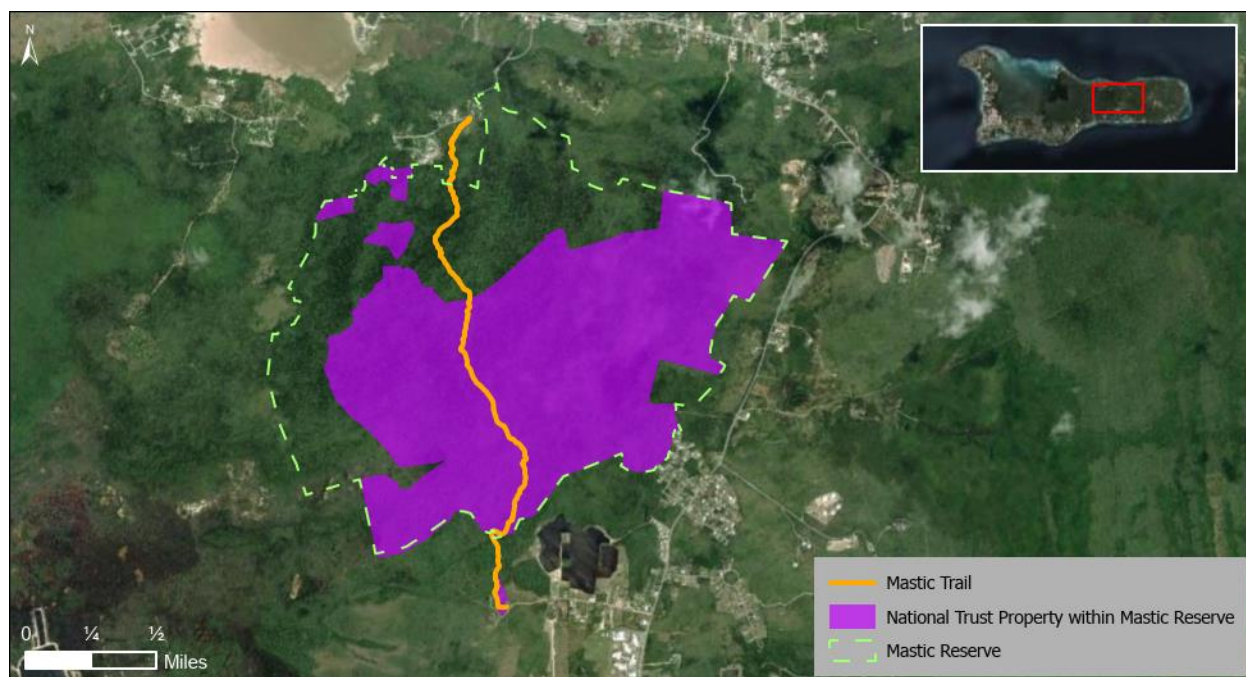 N
0 ¼ ½
Miles
Mastic Trail
National Trust Property within Mastic Reserve
Mastic Reserve